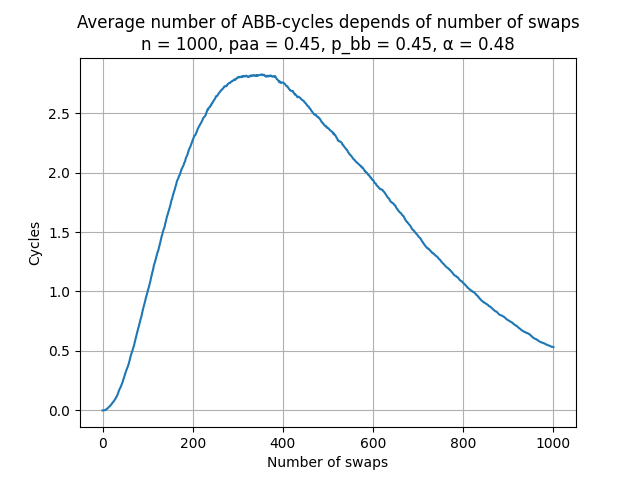 Average number of ABB-cycles depends of number of swaps
n = 1000, paa = 0.45, p_bb = 0.45, α = 0.48
Cycles
2.5
2.0
1.5
1.0
0.5
0.0
0 200 400 600 800 1000
Number of swaps